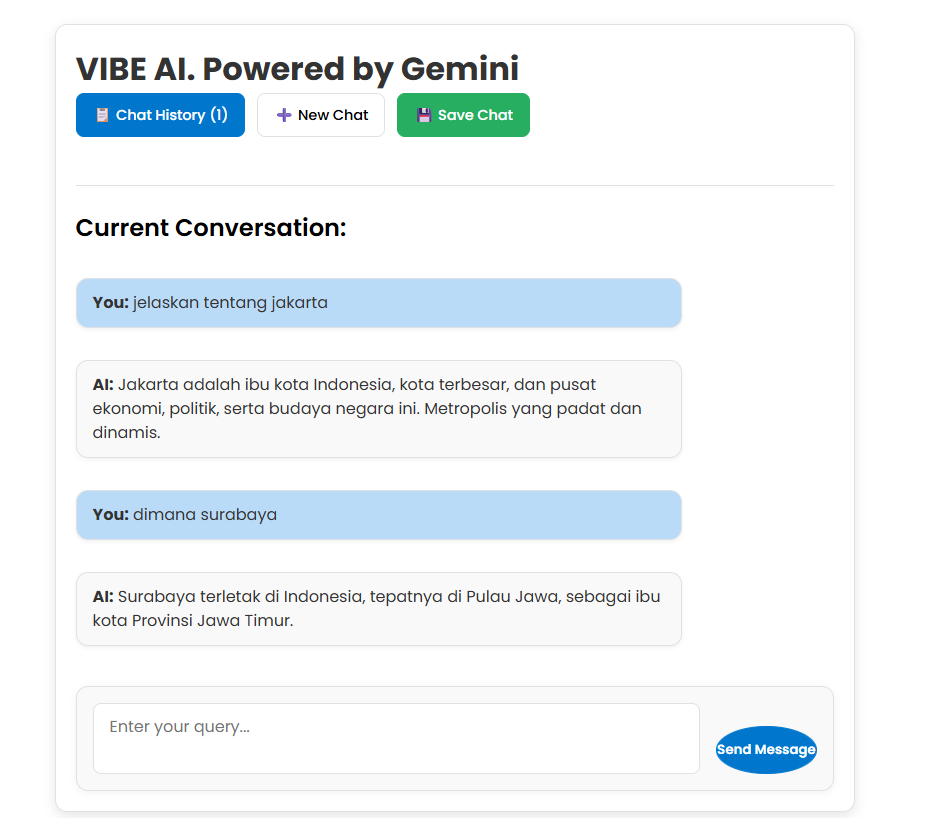 VIBE AI. Powered by Gemini
Chat History (1)
New Chat
Save Chat
Current Conversation:
You: jelaskan tentang jakarta
AI: Jakarta adalah ibu kota Indonesia, kota terbesar, dan pusat
ekonomi, politik, serta budaya negara ini. Metropolis yang padat dan
dinamis.
You: dimana surabaya
AI: Surabaya terletak di Indonesia, tepatnya di Pulau Jawa, sebagai ibu
kota Provinsi Jawa Timur.
Enter your query...
Send Message